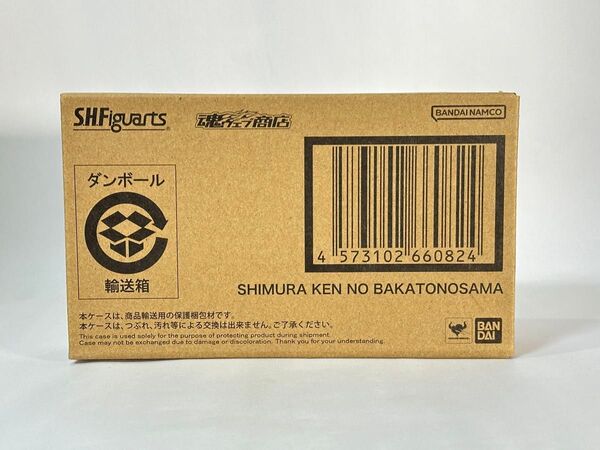 S.H.Figuarts
魂ウェブ商店
BANDAI NAMCO
ダンボール
輸送箱
4 573102 660824
SHIMURA KEN NO BAKATONOSAMA
本ケースは、商品輸送用の保護梱包材です。
本ケースは、つぶれ、汚れ等による交換は出来ません。ご了承ください。
This case is used solely for the purpose of protecting product during shipment.
Case may not be exchanged due to damage or discoloration. Thank you for your understanding.
BAN
DAI